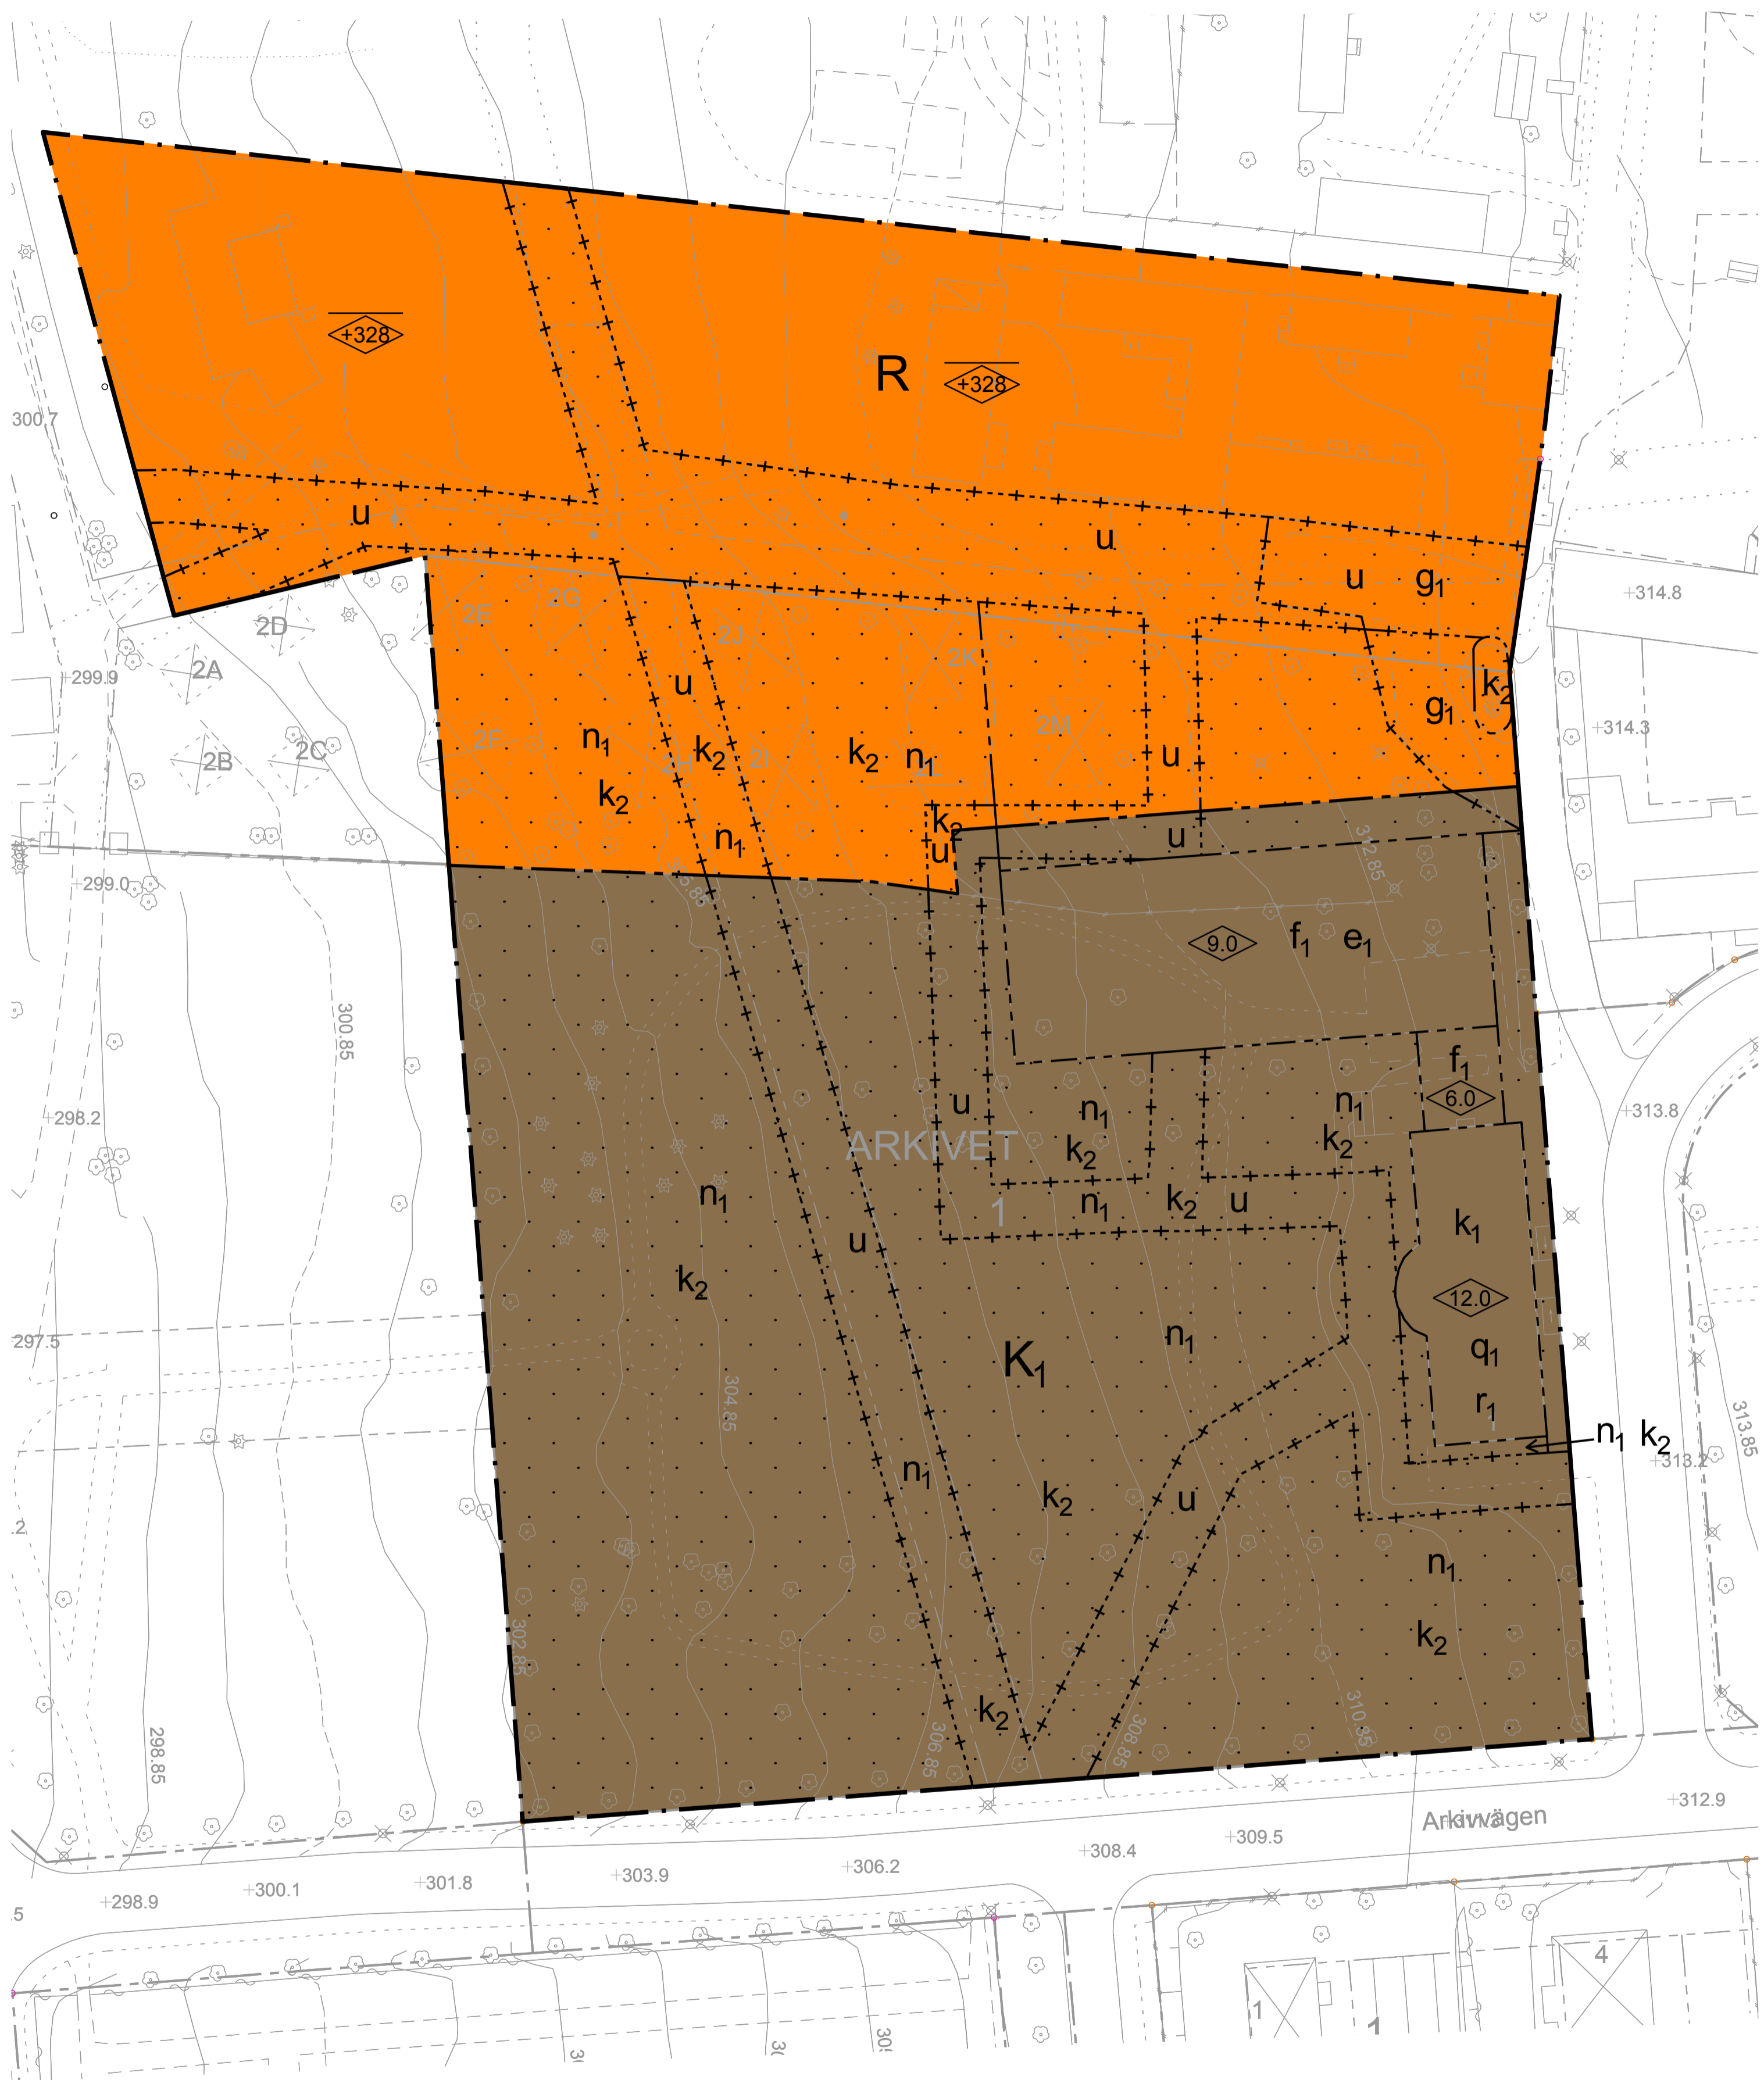 +328
R +328
300.7
u
u
u g₁
+314.8
2E 2G
2D
2J
2K
2A
+299.9
u
k₂
g₁
2M
+314.3
2F
n₁
k₂
k₂ n₁
u
2B
2C
2H
2I
k₂
k₂
n₁
u
u
312.85
+299.0
9.0 f₁ e₁
300.85
f₁
6.0
u
n₁
n₁
+298.2
+313.8
ARKIVET
k₂
k₂
n₁
n₁ k₂ u
1
k₁
u
k₂
12.0
297.5
K₁
n₁
q₁
304.85
r₁
313.85
n₁ k₂
+313.2
n₁
k₂
u
.2
n₁
k₂
302.85
k₂
306.85
308.85
310.85
298.85
+312.9
Arkivvägen
+309.5
+308.4
+306.2
+303.9
+301.8
+300.1
+298.9
.5
4
1
1